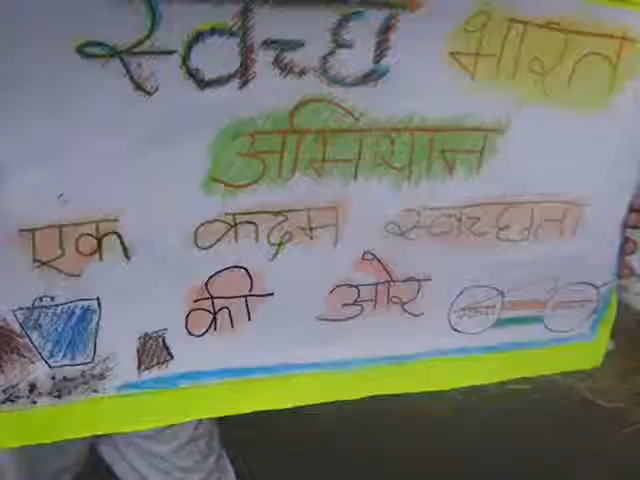 स्वच्छ भारत
अभियान
एक कदम स्वच्छता
की ओर